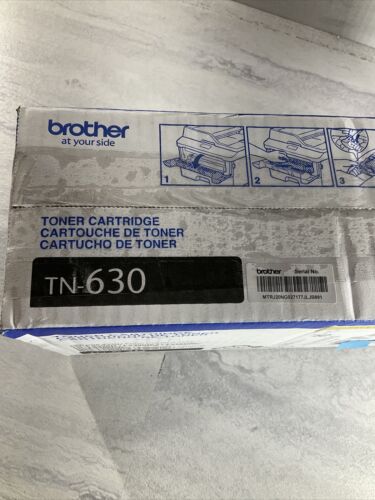 brother
at your side
1
2
3
TONER CARTRIDGE
CARTOUCHE DE TONER
CARTUCHO DE TONER
TN-630
brother Serial No.